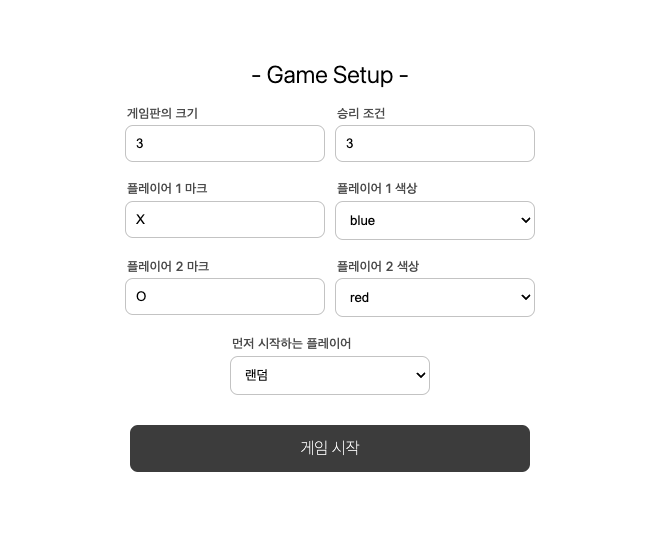 - Game Setup -
게임판의 크기
승리 조건
3
3
플레이어 1 마크
플레이어 1 색상
X
blue
플레이어 2 마크
플레이어 2 색상
O
red
먼저 시작하는 플레이어
랜덤
게임 시작